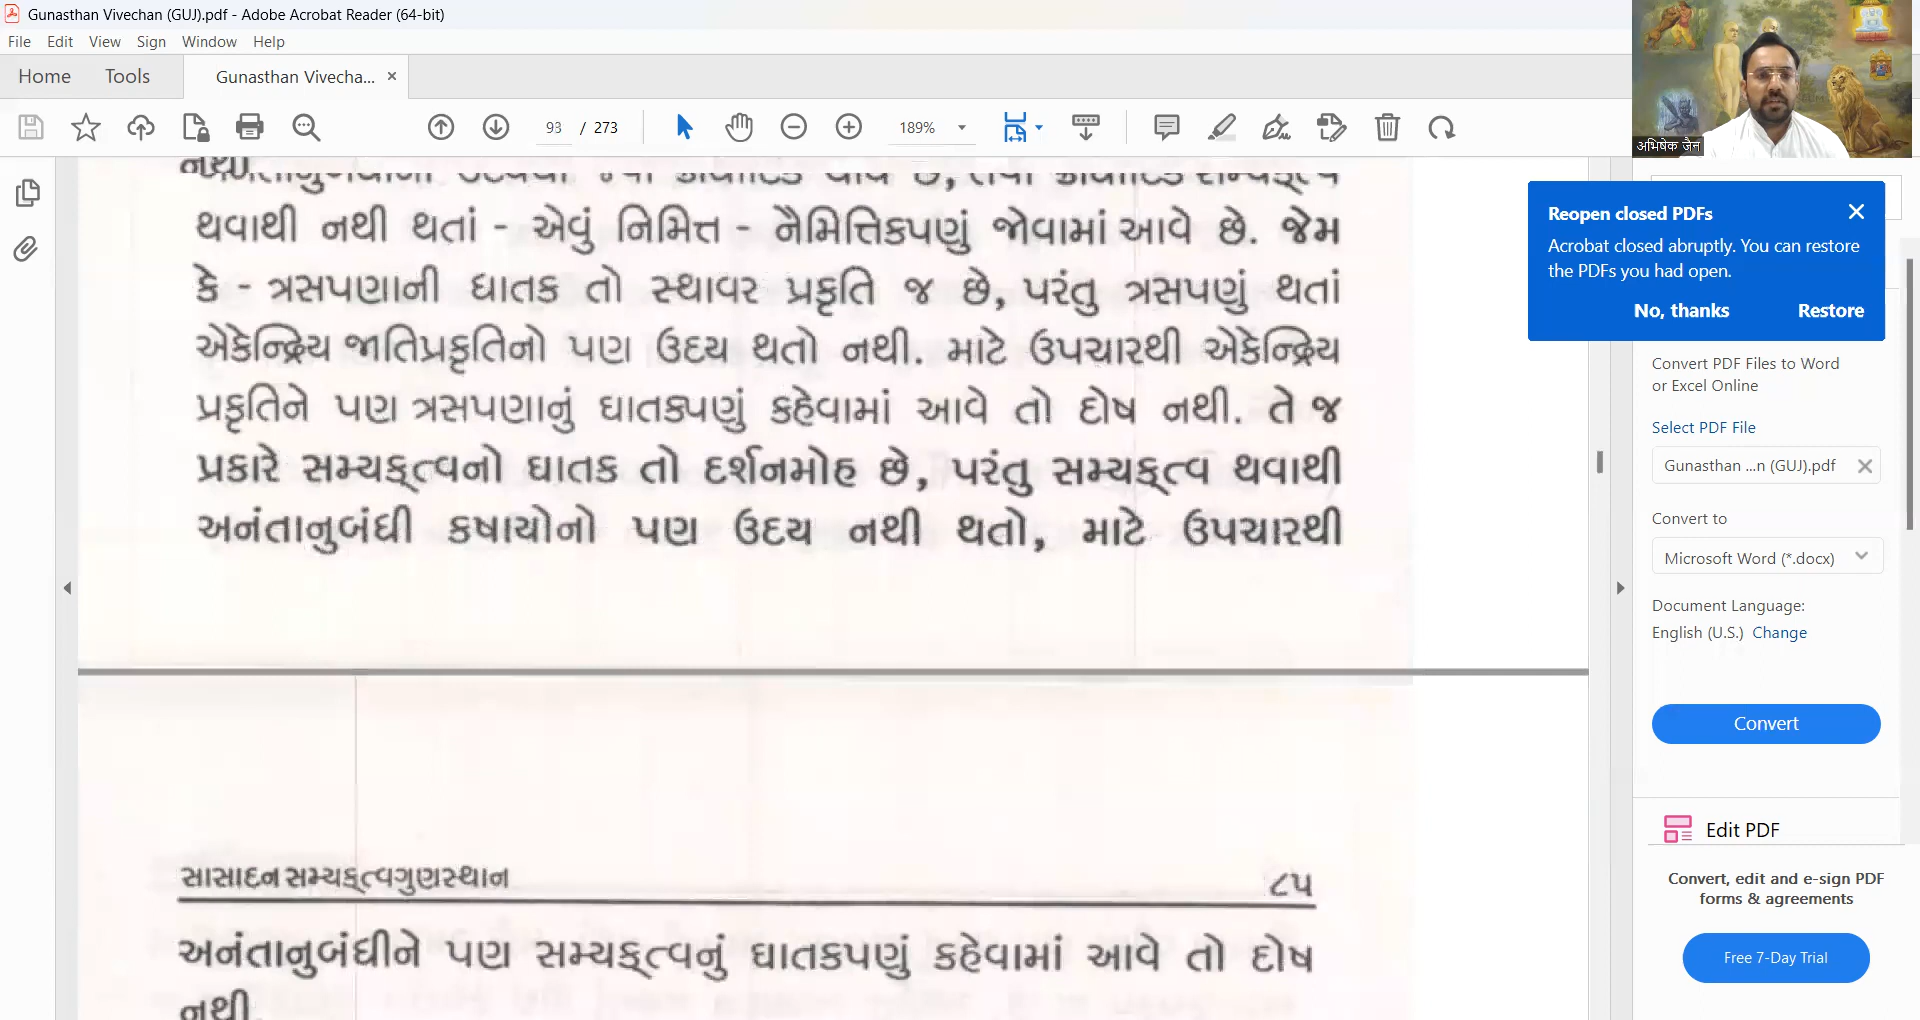 Gunasthan Vivechan (GUJ).pdf - Adobe Acrobat Reader (64-bit)
File Edit View Sign Window Help
Home Tools Gunasthan Vivecha... ×
93 / 273 189%
अभिषेक जैन
થવાથી નથી થતાં - એવું નિમિત્ત - નૈમિત્તિકપણું જોવામાં આવે છે. જેમ
કે - ત્રસપણાની ઘાતક તો સ્થાવર પ્રકૃતિ જ છે, પરંતુ ત્રસપણું થતાં
એકેન્દ્રિય જાતિપ્રકૃતિનો પણ ઉદય થતો નથી. માટે ઉપચારથી એકેન્દ્રિય
પ્રકૃતિને પણ ત્રસપણાનું ઘાતકપણું કહેવામાં આવે તો દોષ નથી. તે જ
પ્રકારે સમ્યક્ત્વનો ઘાતક તો દર્શનમોહ છે, પરંતુ સમ્યક્ત્વ થવાથી
અનંતાનુબંધી કષાયોનો પણ ઉદય નથી થતો, માટે ઉપચારથી
સાસાદન સમ્યક્ત્વગુણસ્થાન ૮૫
અનંતાનુબંધીને પણ સમ્યક્ત્વનું ઘાતકપણું કહેવામાં આવે તો દોષ
નથી.
Reopen closed PDFs
Acrobat closed abruptly. You can restore
the PDFs you had open.
No, thanks Restore
Convert PDF Files to Word
or Excel Online
Select PDF File
Gunasthan ...n (GUJ).pdf
Convert to
Microsoft Word (*.docx)
Document Language:
English (U.S.) Change
Convert
Edit PDF
Convert, edit and e-sign PDF
forms & agreements
Free 7-Day Trial